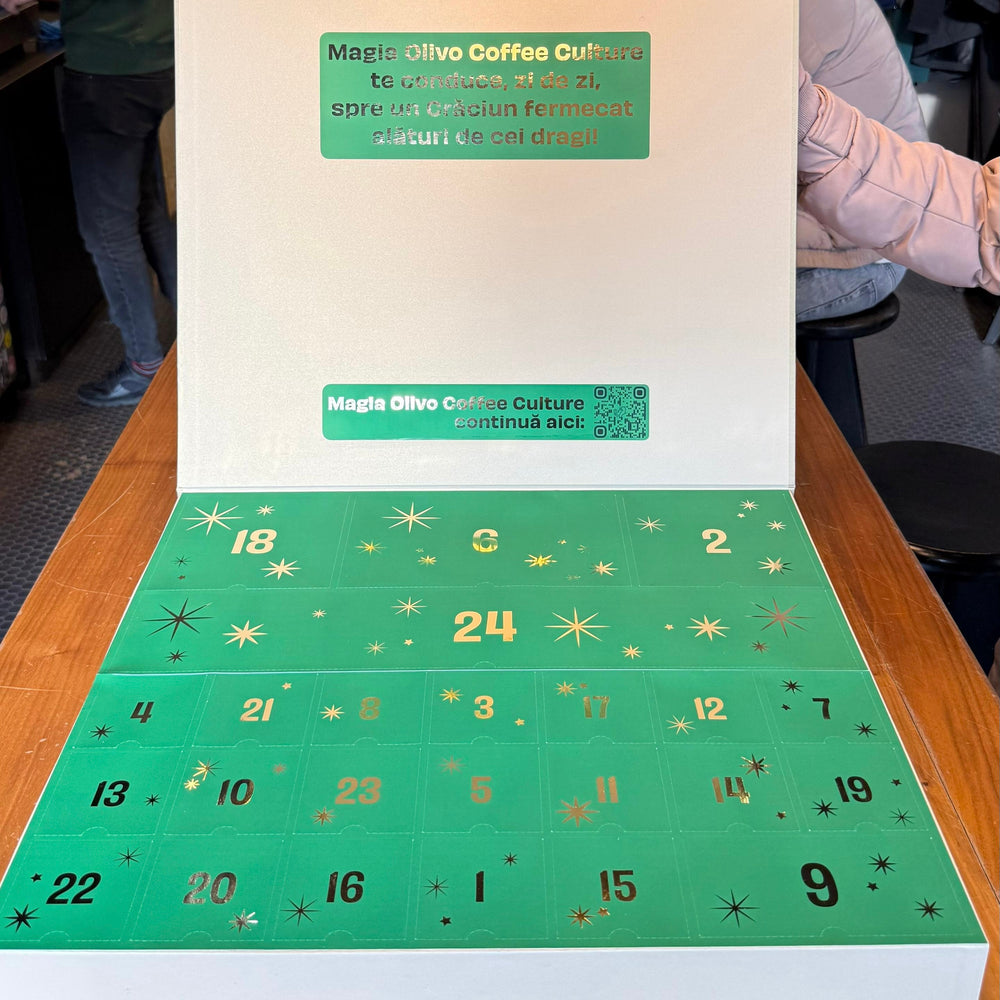 Magia Olivo Coffee Culture
te conduce, zi de zi,
spre un Crăciun fermecat
alături de cei dragi!
Magia Olivo Coffee Culture
continuă aici:
18 6 2
24
4 21 8 3 17 12 7
13 10 23 5 11 14 19
22 20 16 1 15 9